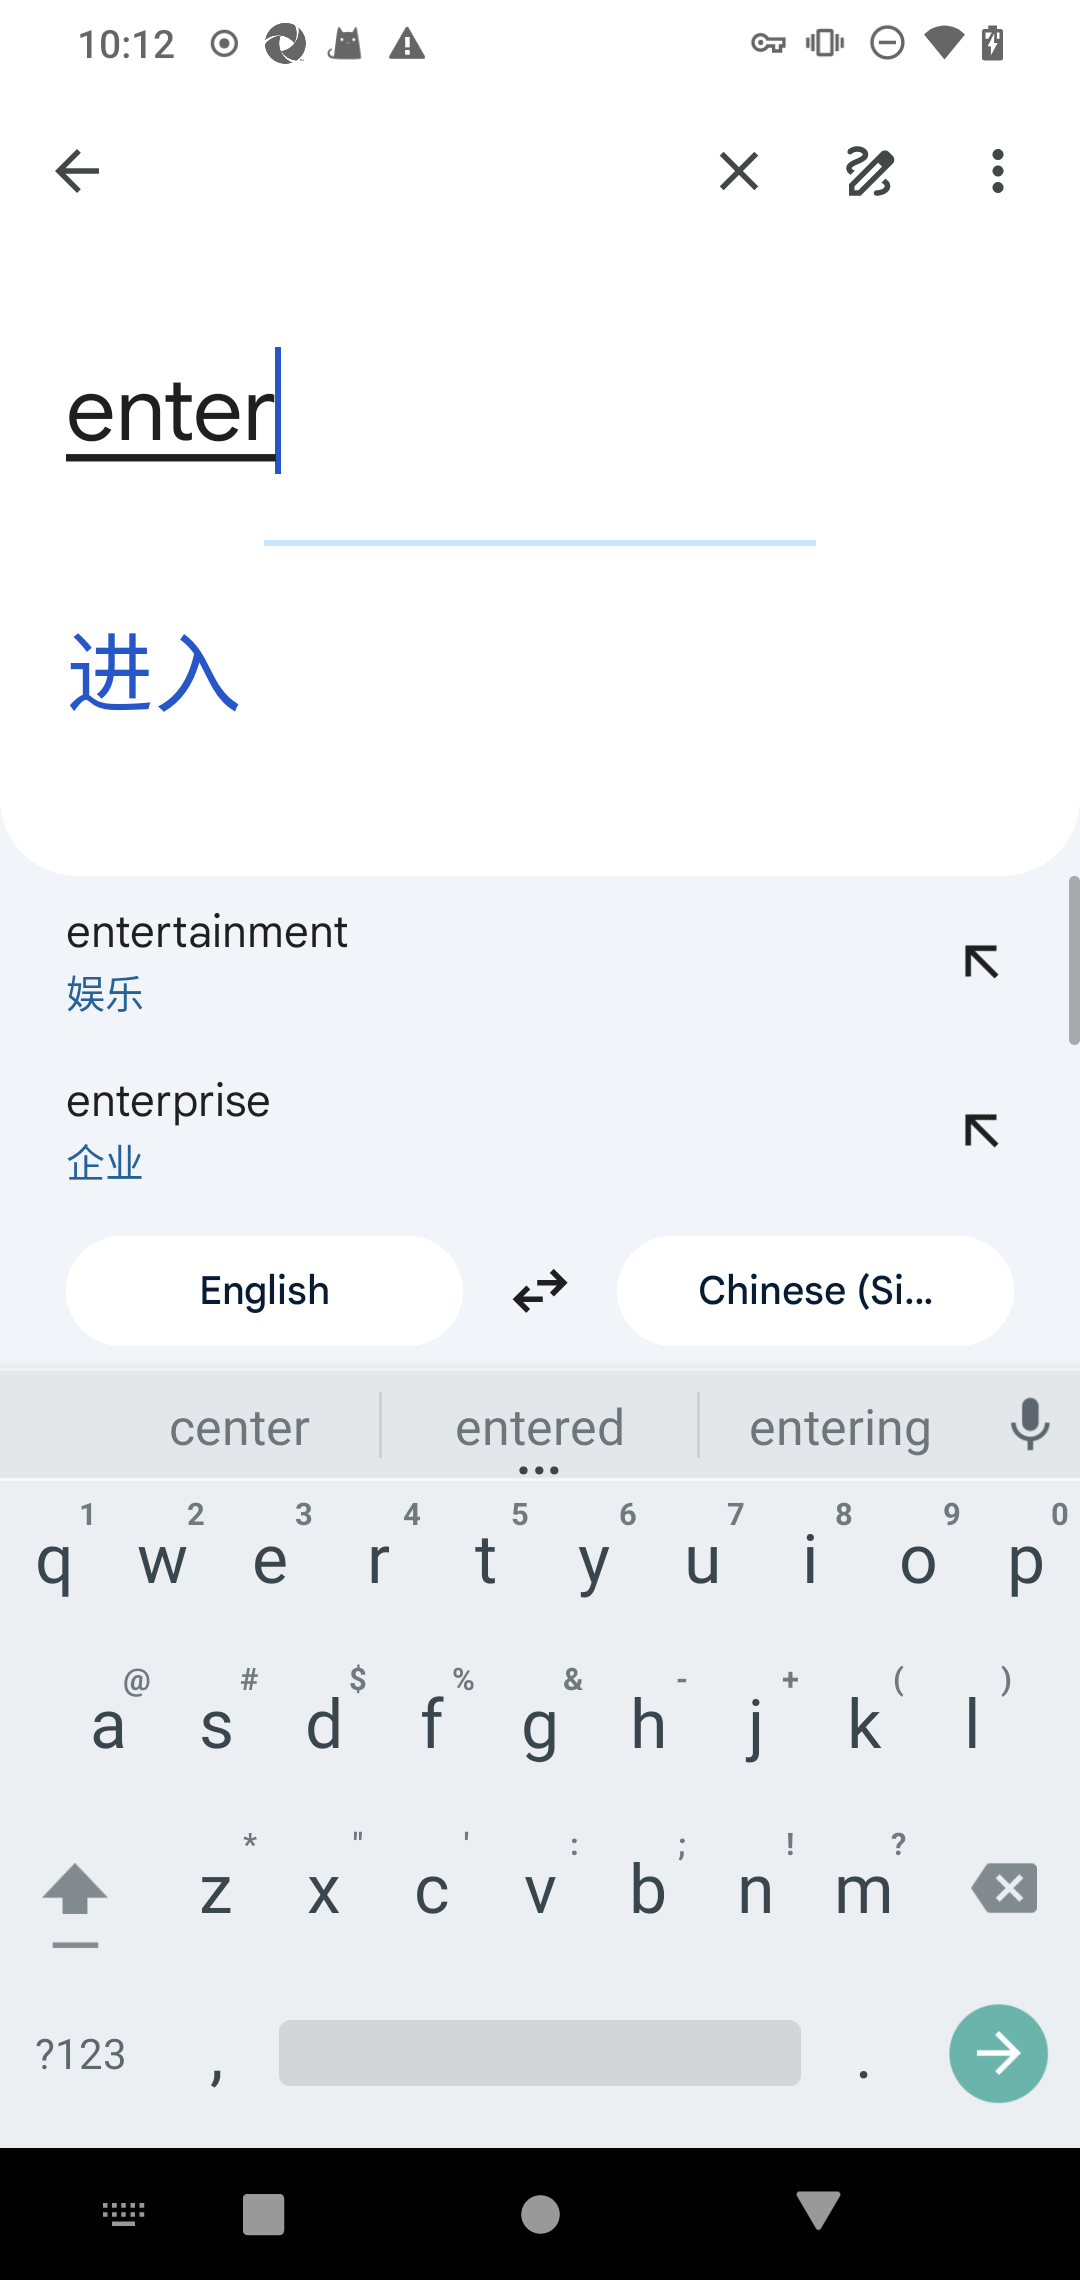 10:12
enter
进入
entertainment
娱乐
enterprise
企业
English
Chinese (Si...
center entered entering
1 2 3 4 5 6 7 8 9 0
q w e r t y u i o p
@ # $ % & - + ( )
a s d f g h j k l
* " ' : ; ! ?
z x c v b n m
?123 , .